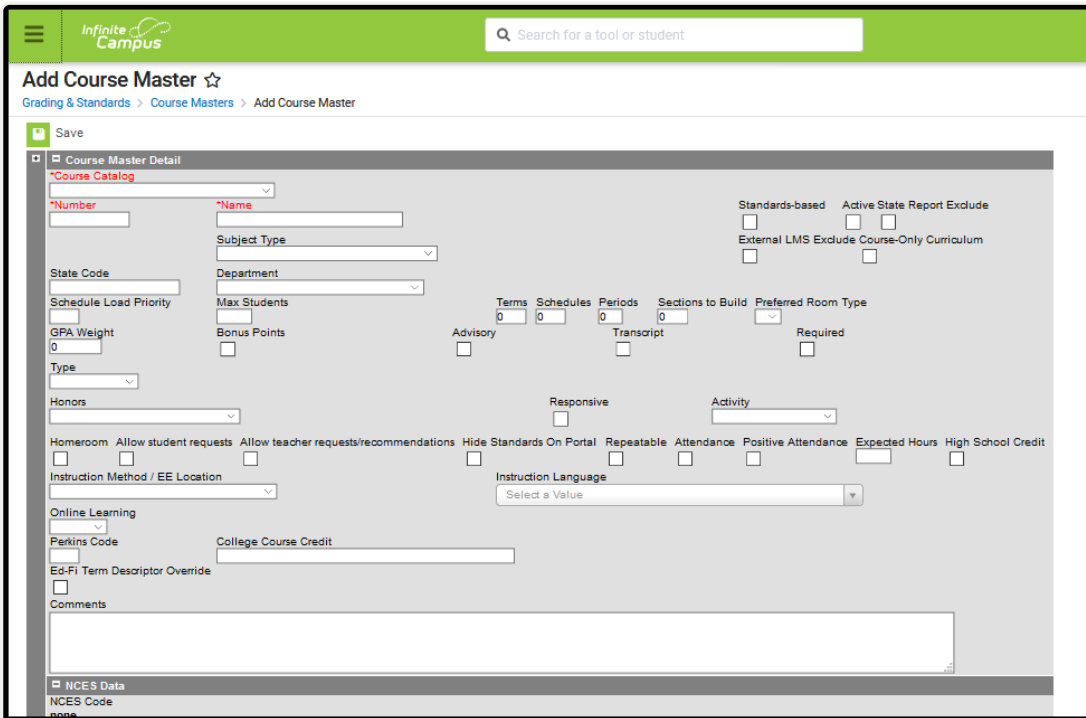 Infinite
Campus
Search for a tool or student
Add Course Master
Grading & Standards > Course Masters > Add Course Master
Save
Course Master Detail
*Course Catalog
*Number *Name Standards-based Active State Report Exclude
Subject Type External LMS Exclude Course-Only Curriculum
State Code Department
Schedule Load Priority Max Students Terms Schedules Periods Sections to Build Preferred Room Type
0 0 0 0
GPA Weight Bonus Points Advisory Transcript Required
0
Type
Honors Responsive Activity
Homeroom Allow student requests Allow teacher requests/recommendations Hide Standards On Portal Repeatable Attendance Positive Attendance Expected Hours High School Credit
Instruction Method / EE Location Instruction Language
Select a Value
Online Learning
Perkins Code College Course Credit
Ed-Fi Term Descriptor Override
Comments
NCES Data
NCES Code
none